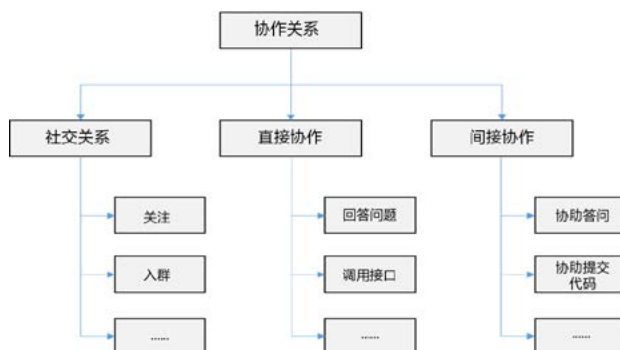 协作关系
社交关系
直接协作
间接协作
关注
回答问题
协助答问
入群
调用接口
协助提交
代码
......
......
......